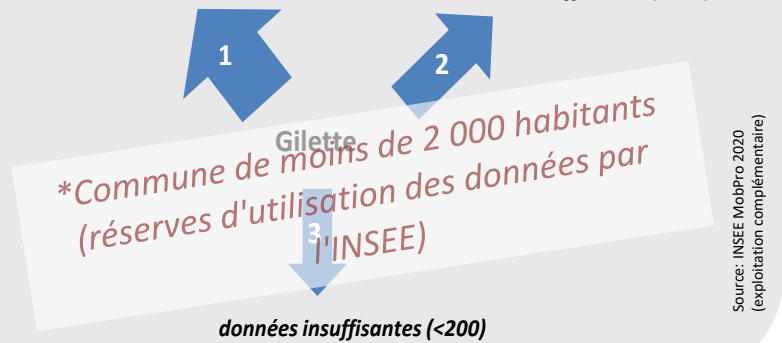 1
2
Gilette
*Commune de moins de 2 000 habitants
(réserves d'utilisation des données par
l'INSEE)
3
données insuffisantes (<200)
Source: INSEE MobPro 2020
(exploitation complémentaire)